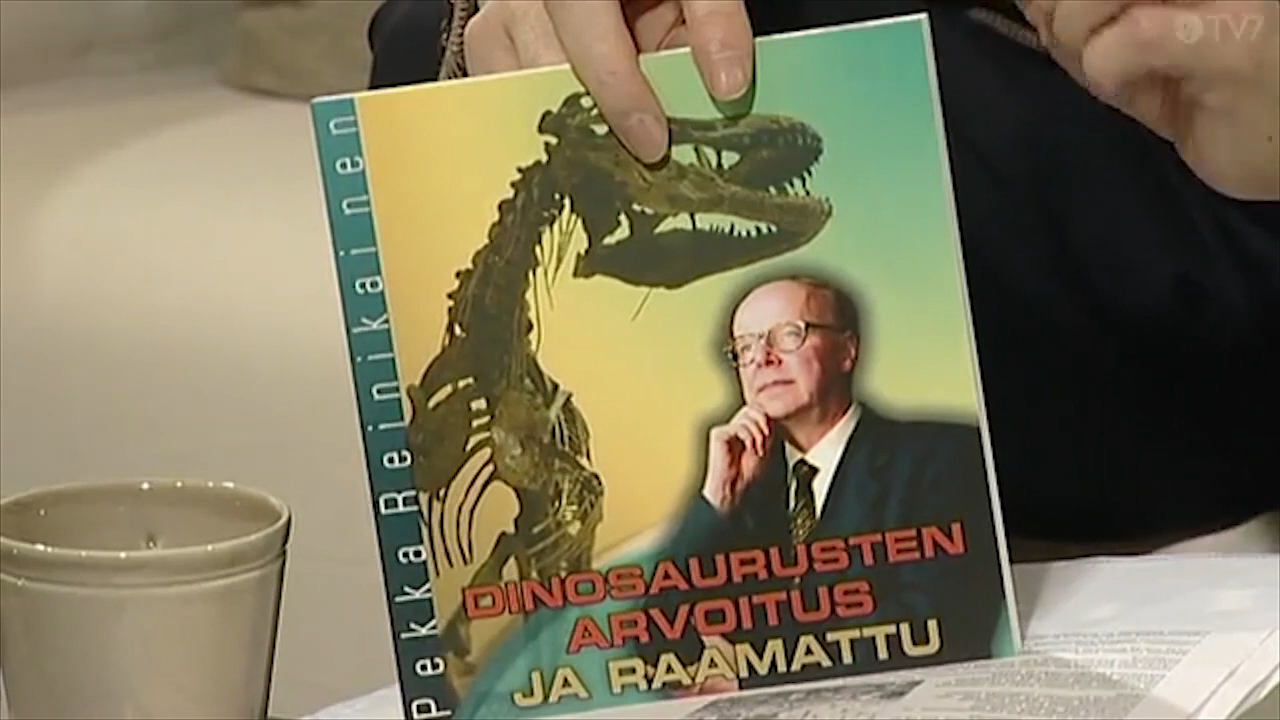 TV7
Pekka Reinikainen
DINOSAURUSTEN
ARVOITUS
JA RAAMATTU